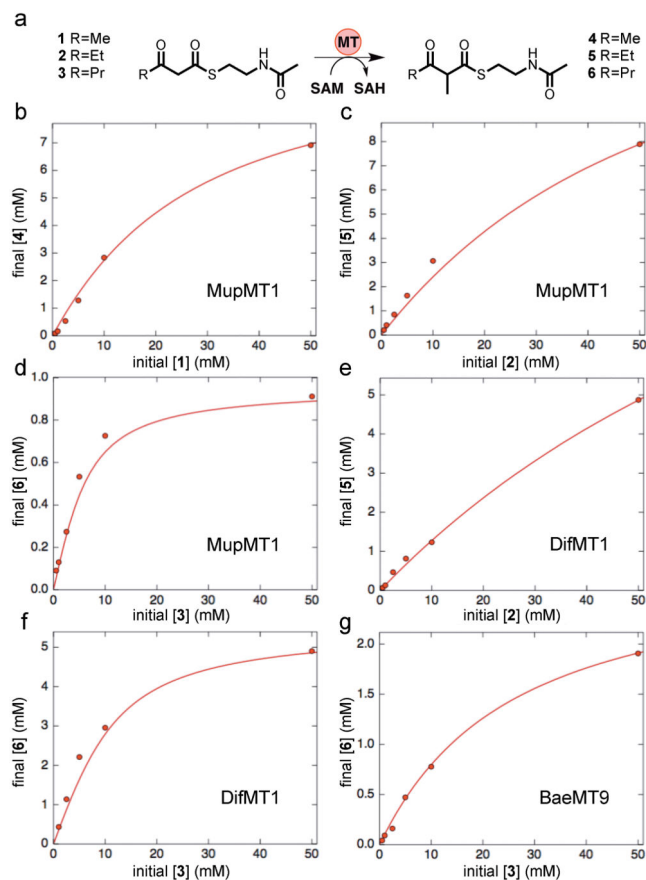 a
1 R=Me
2 R=Et
3 R=Pr
O O H
R S N O
MT
SAM SAH
O O H
R S N O
4 R=Me
5 R=Et
6 R=Pr
b
final [4] (mM)
7
6
5
4
3
2
1
0
0 10 20 30 40 50
initial [1] (mM)
MupMT1
c
final [5] (mM)
8
7
6
5
4
3
2
1
0
0 10 20 30 40 50
initial [2] (mM)
MupMT1
d
final [6] (mM)
1.0
0.8
0.6
0.4
0.2
0.0
0 10 20 30 40 50
initial [3] (mM)
MupMT1
e
final [5] (mM)
5
4
3
2
1
0
0 10 20 30 40 50
initial [2] (mM)
DifMT1
f
final [6] (mM)
5
4
3
2
1
0
0 10 20 30 40 50
initial [3] (mM)
DifMT1
g
final [6] (mM)
2.0
1.5
1.0
0.5
0.0
0 10 20 30 40 50
initial [3] (mM)
BaeMT9